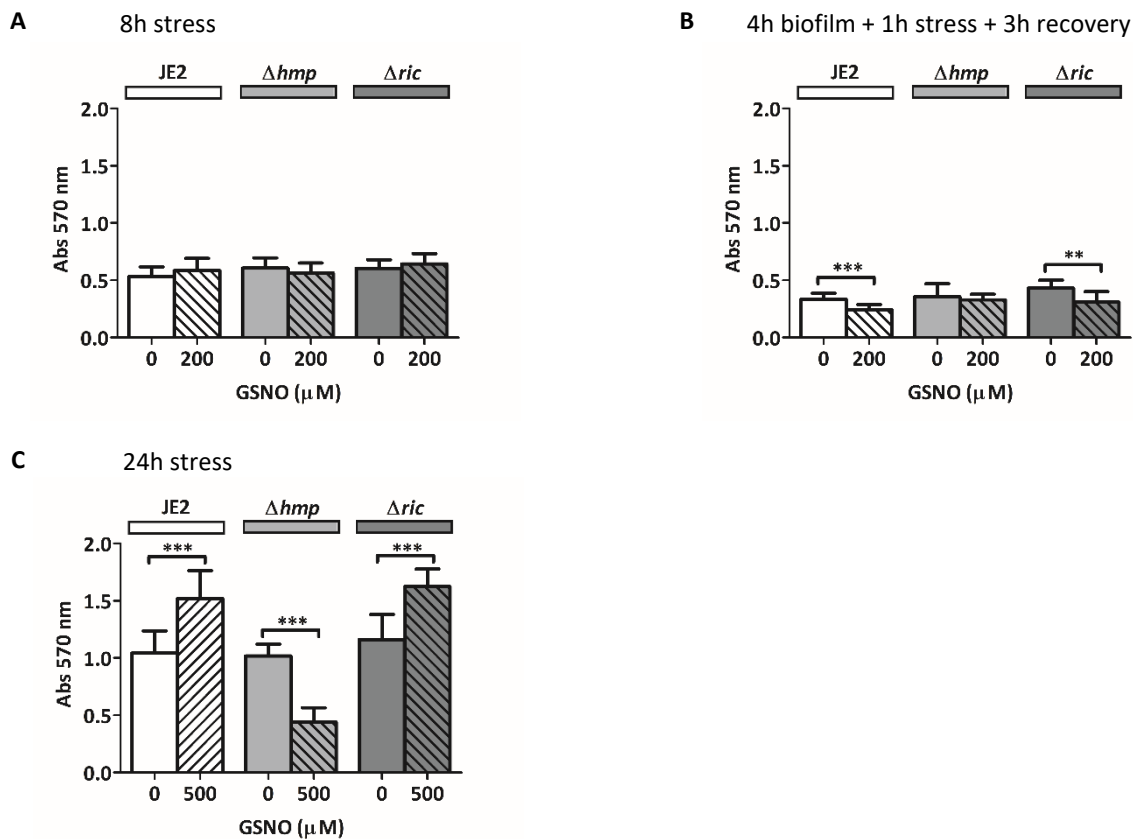 A 8h stress
JE2 Δhmp Δric
2.0
1.5
1.0
0.5
0.0
Abs 570 nm
0 200 0 200 0 200
GSNO (μM)
B 4h biofilm + 1h stress + 3h recovery
JE2 Δhmp Δric
2.0
1.5
1.0
0.5
0.0
Abs 570 nm
*** **
0 200 0 200 0 200
GSNO (μM)
C 24h stress
JE2 Δhmp Δric
2.0
1.5
1.0
0.5
0.0
Abs 570 nm
*** *** ***
0 500 0 500 0 500
GSNO (μM)